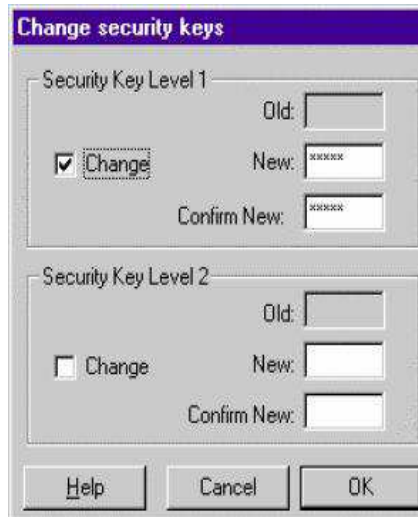 Change security keys
Security Key Level 1
Old:
Change New: *****
Confirm New: *****
Security Key Level 2
Old:
Change New:
Confirm New:
Help Cancel OK